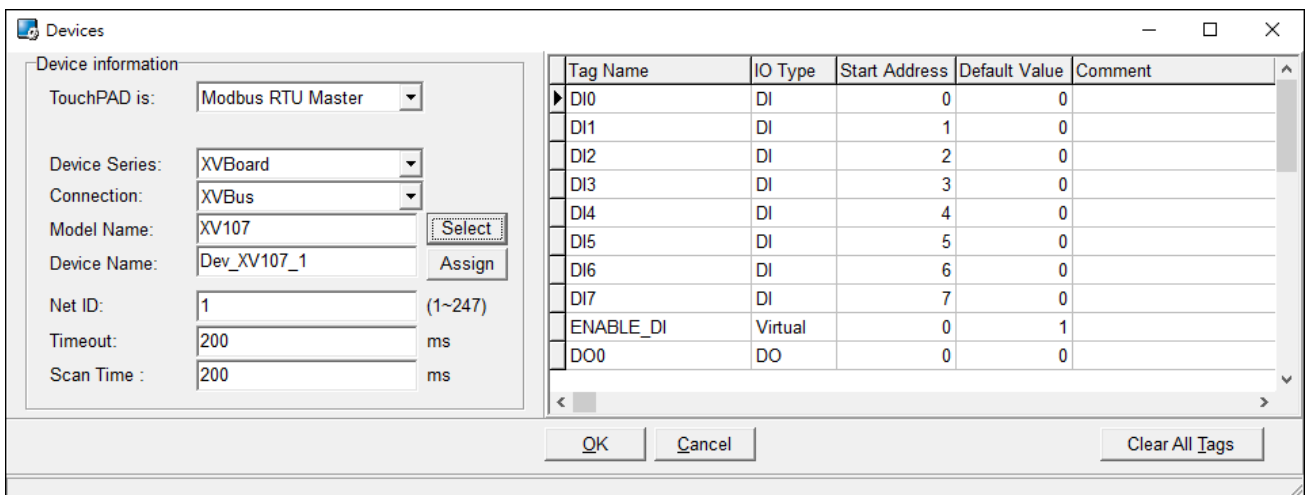 Devices
Device information
TouchPAD is: Modbus RTU Master
Device Series: XVBoard
Connection: XVBus
Model Name: XV107 Select
Device Name: Dev_XV107_1 Assign
Net ID: 1 (1~247)
Timeout: 200 ms
Scan Time : 200 ms
Tag Name IO Type Start Address Default Value Comment
DI0 DI 0 0
DI1 DI 1 0
DI2 DI 2 0
DI3 DI 3 0
DI4 DI 4 0
DI5 DI 5 0
DI6 DI 6 0
DI7 DI 7 0
ENABLE_DI Virtual 0 1
DO0 DO 0 0
OK Cancel Clear All Tags